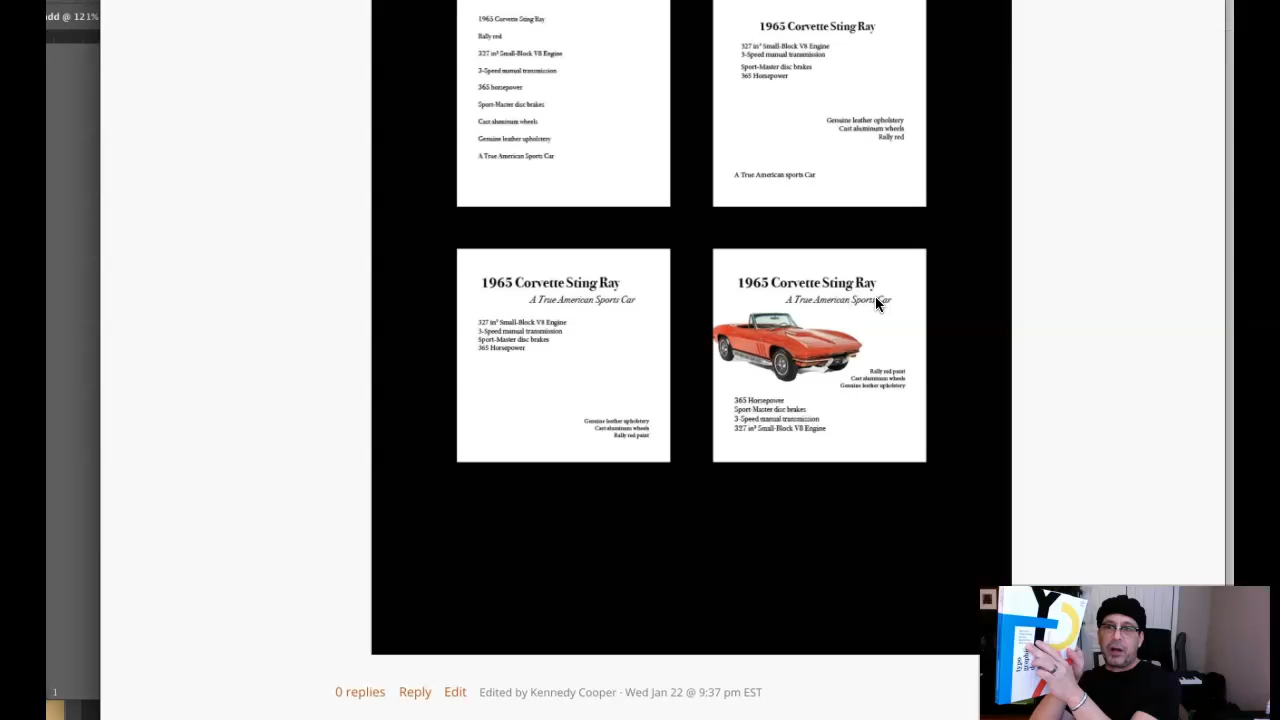 dd @ 121%
1965 Corvette Sting Ray
Rally red
327 in³ Small-Block V8 Engine
3-Speed manual transmission
365 horsepower
Sport-Master disc brakes
Cast aluminum wheels
Genuine leather upholstery
A True American Sports Car
1965 Corvette Sting Ray
327 in³ Small-Block V8 Engine
3-Speed manual transmission
Sport-Master disc brakes
365 Horsepower
Genuine leather upholstery
Cast aluminum wheels
Rally red
A True American sports Car
1965 Corvette Sting Ray
A True American Sports Car
327 in³ Small-Block V8 Engine
3-Speed manual transmission
Sport-Master disc brakes
365 Horsepower
Genuine leather upholstery
Cast aluminum wheels
Rally red paint
1965 Corvette Sting Ray
A True American Sports Car
Rally red paint
Cast aluminum wheels
Genuine leather upholstery
365 Horsepower
Sport-Master disc brakes
3-Speed manual transmission
327 in³ Small-Block V8 Engine
1
0 replies Reply Edit Edited by Kennedy Cooper · Wed Jan 22 @ 9:37 pm EST